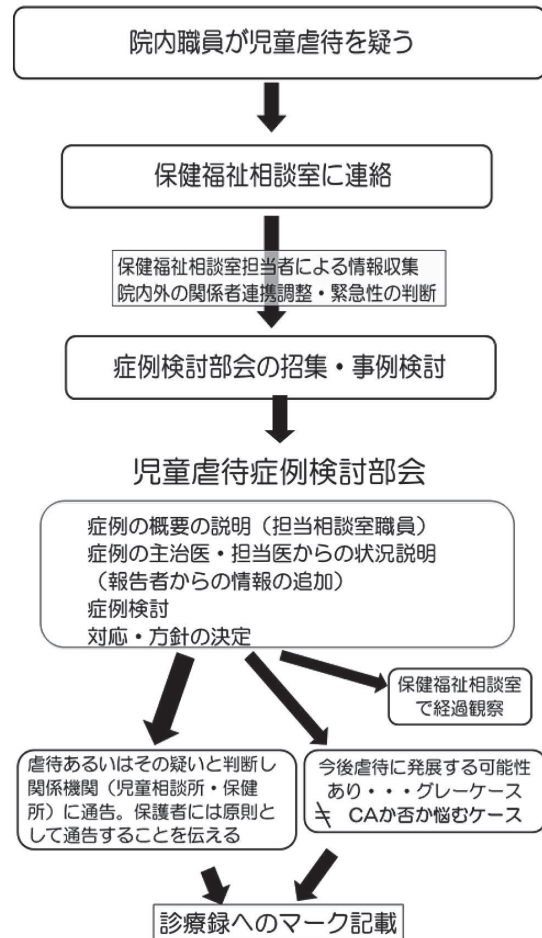 院内職員が児童虐待を疑う
保健福祉相談室に連絡
保健福祉相談室担当者による情報収集
院内外の関係者連携調整・緊急性の判断
症例検討部会の招集・事例検討
児童虐待症例検討部会
症例の概要の説明（担当相談室職員）
症例の主治医・担当医からの状況説明
（報告者からの情報の追加）
症例検討
対応・方針の決定
保健福祉相談室
で経過観察
虐待あるいはその疑いと判断し
関係機関（児童相談所・保健
所）に通告。保護者には原則と
して通告することを伝える
今後虐待に発展する可能性
あり・・・グレーケース
≠ CAか否か悩むケース
診療録へのマーク記載